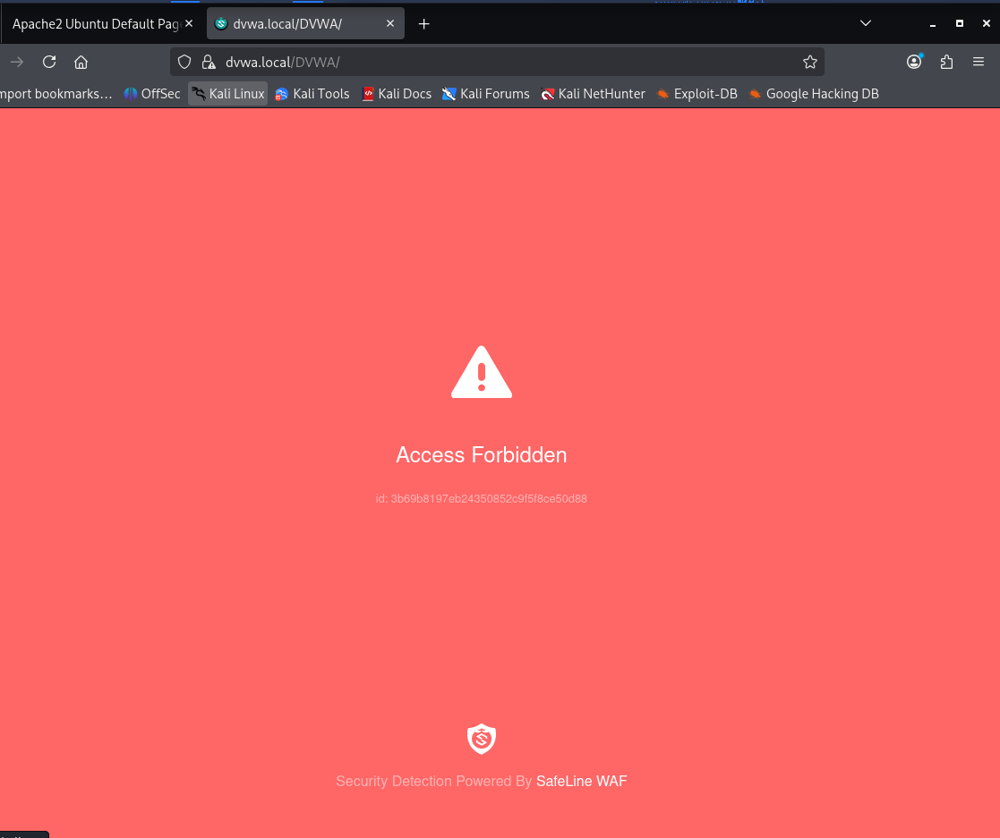 Apache2 Ubuntu Default Pag
dvwa.local/DVWA/
dvwa.local/DVWA/
mport bookmarks... OffSec Kali Linux Kali Tools Kali Docs Kali Forums Kali NetHunter Exploit-DB Google Hacking DB
Access Forbidden
id: 3b69b8197eb24350852c9f5f8ce50d88
Security Detection Powered By SafeLine WAF